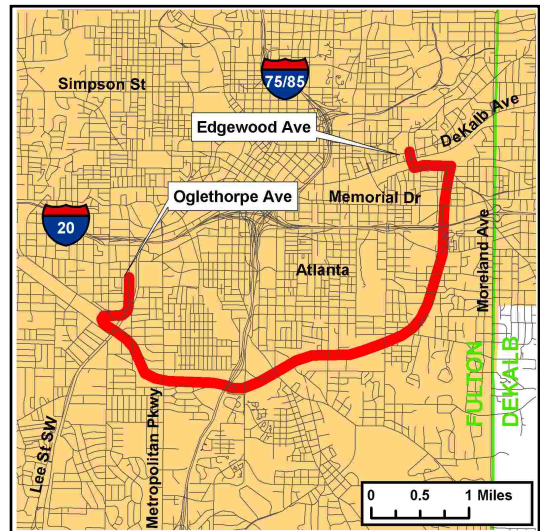 Simpson St
75/85
DeKalb Ave
Edgewood Ave
Oglethorpe Ave
Memorial Dr
20
Moreland Ave
Atlanta
FULTON
DEKALB
Lee St SW
Metropolitan Pkwy
0 0.5 1 Miles